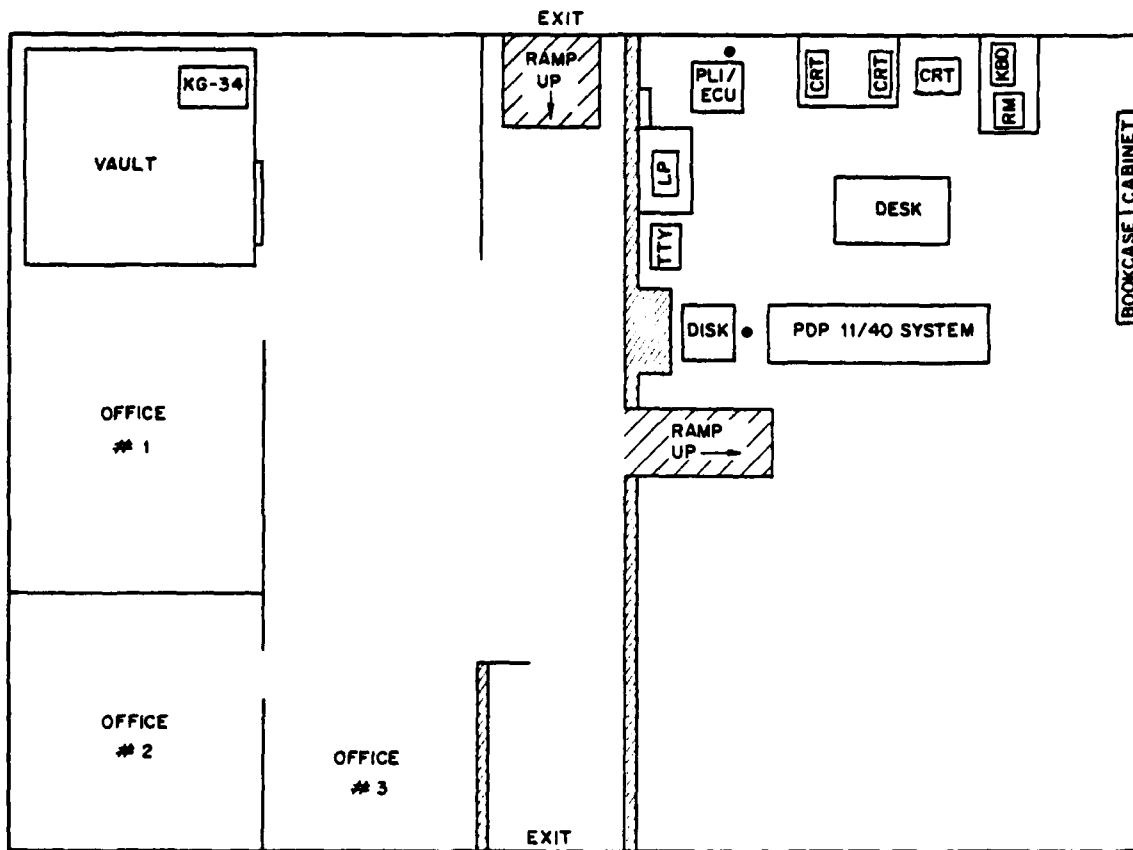 EXIT
KG-34
VAULT
RAMP
UP
PLI/
ECU
CRT
CRT
CRT
KBD
RM
LP
DESK
CABINET
BOOKCASE
TTY
DISK
PDP 11/40 SYSTEM
OFFICE
# 1
RAMP
UP
OFFICE
# 2
OFFICE
# 3
EXIT